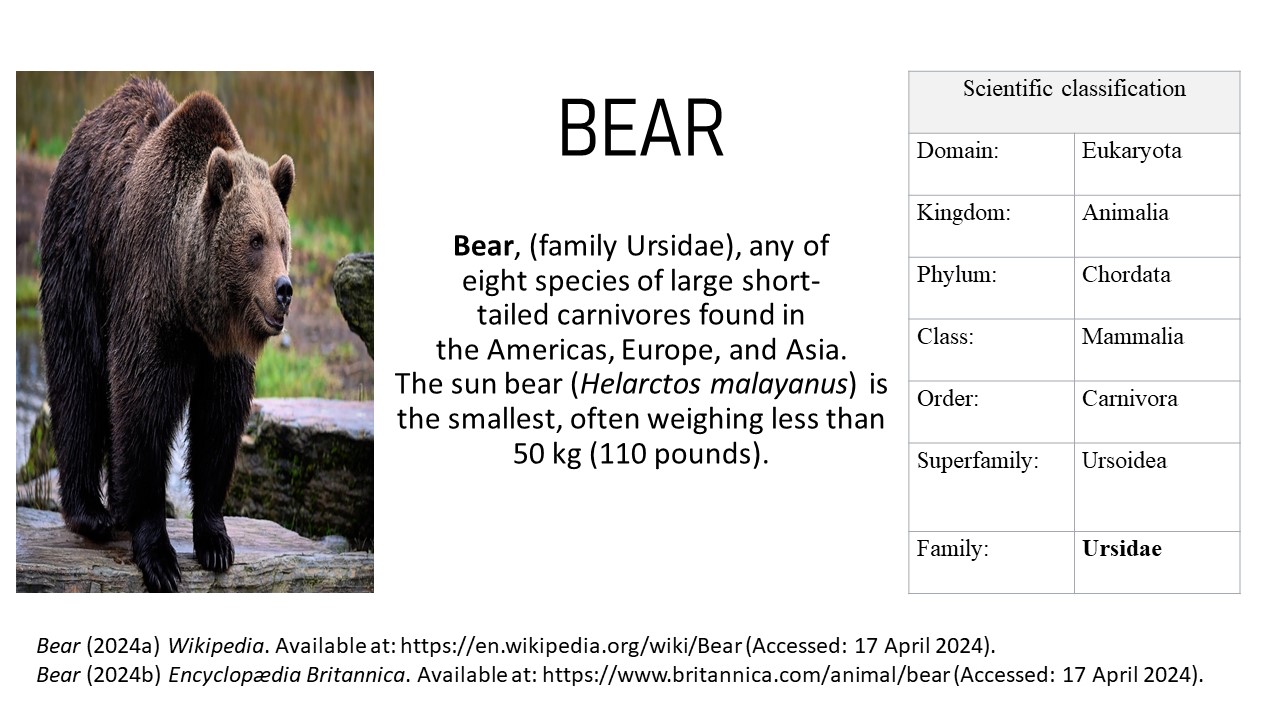 BEAR
Bear, (family Ursidae), any of
eight species of large short-
tailed carnivores found in
the Americas, Europe, and Asia.
The sun bear (Helarctos malayanus) is
the smallest, often weighing less than
50 kg (110 pounds).
Scientific classification
Domain: Eukaryota
Kingdom: Animalia
Phylum: Chordata
Class: Mammalia
Order: Carnivora
Superfamily: Ursoidea
Family: Ursidae
Bear (2024a) Wikipedia. Available at: https://en.wikipedia.org/wiki/Bear (Accessed: 17 April 2024).
Bear (2024b) Encyclopædia Britannica. Available at: https://www.britannica.com/animal/bear (Accessed: 17 April 2024).